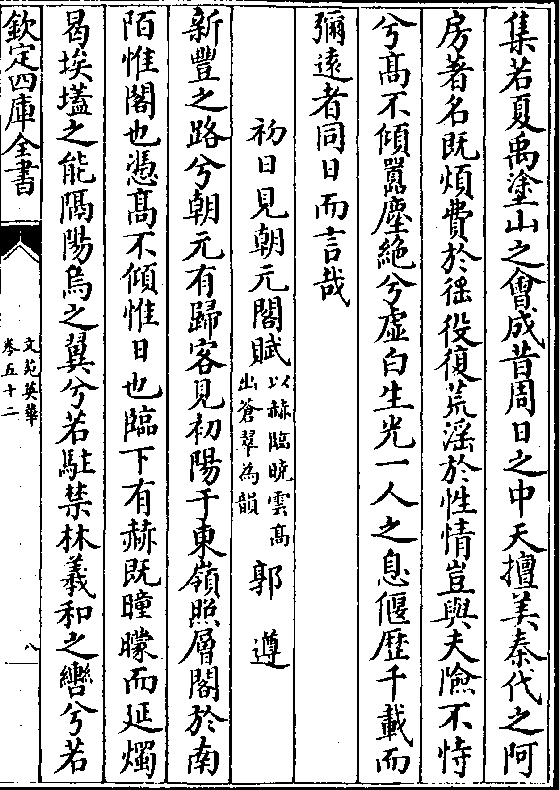 集若夏禹塗山之會成昔周日之中天擅美秦代之阿
房著名既煩費於徭役復荒滛於性情豈與夫險不恃
兮高不傾囂塵絶兮虚白生光一人之息偃歴千載而
彌遠者同日而言哉
初日見朝元閣賦以赫臨曉雲高出蒼翠為韻 郭遵
新豐之路兮朝元有歸客見初陽于東嶺照層閣於南
陌惟閣也憑高不傾惟日也臨下有赫既曈曚而延燭
曷埃壒之能隔陽烏之翼兮若駐禁林羲和之轡兮若
欽定四庫全書
文苑英華
卷五十二
八